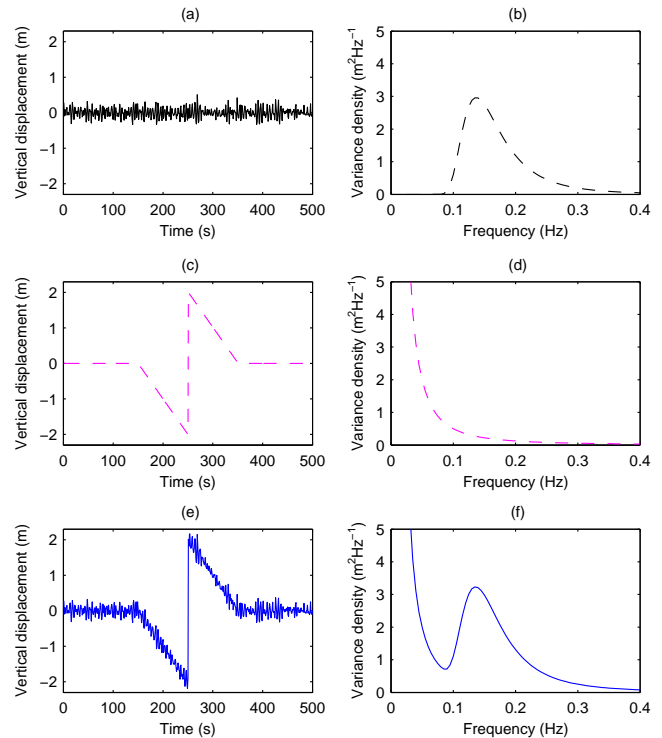 (a)
Vertical displacement (m)
2
1
0
−1
−2
0 100 200 300 400 500
Time (s)
(b)
Variance density (m²Hz⁻¹)
5
4
3
2
1
0
0 0.1 0.2 0.3 0.4
Frequency (Hz)
(c)
Vertical displacement (m)
2
1
0
−1
−2
0 100 200 300 400 500
Time (s)
(d)
Variance density (m²Hz⁻¹)
5
4
3
2
1
0
0 0.1 0.2 0.3 0.4
Frequency (Hz)
(e)
Vertical displacement (m)
2
1
0
−1
−2
0 100 200 300 400 500
Time (s)
(f)
Variance density (m²Hz⁻¹)
5
4
3
2
1
0
0 0.1 0.2 0.3 0.4
Frequency (Hz)